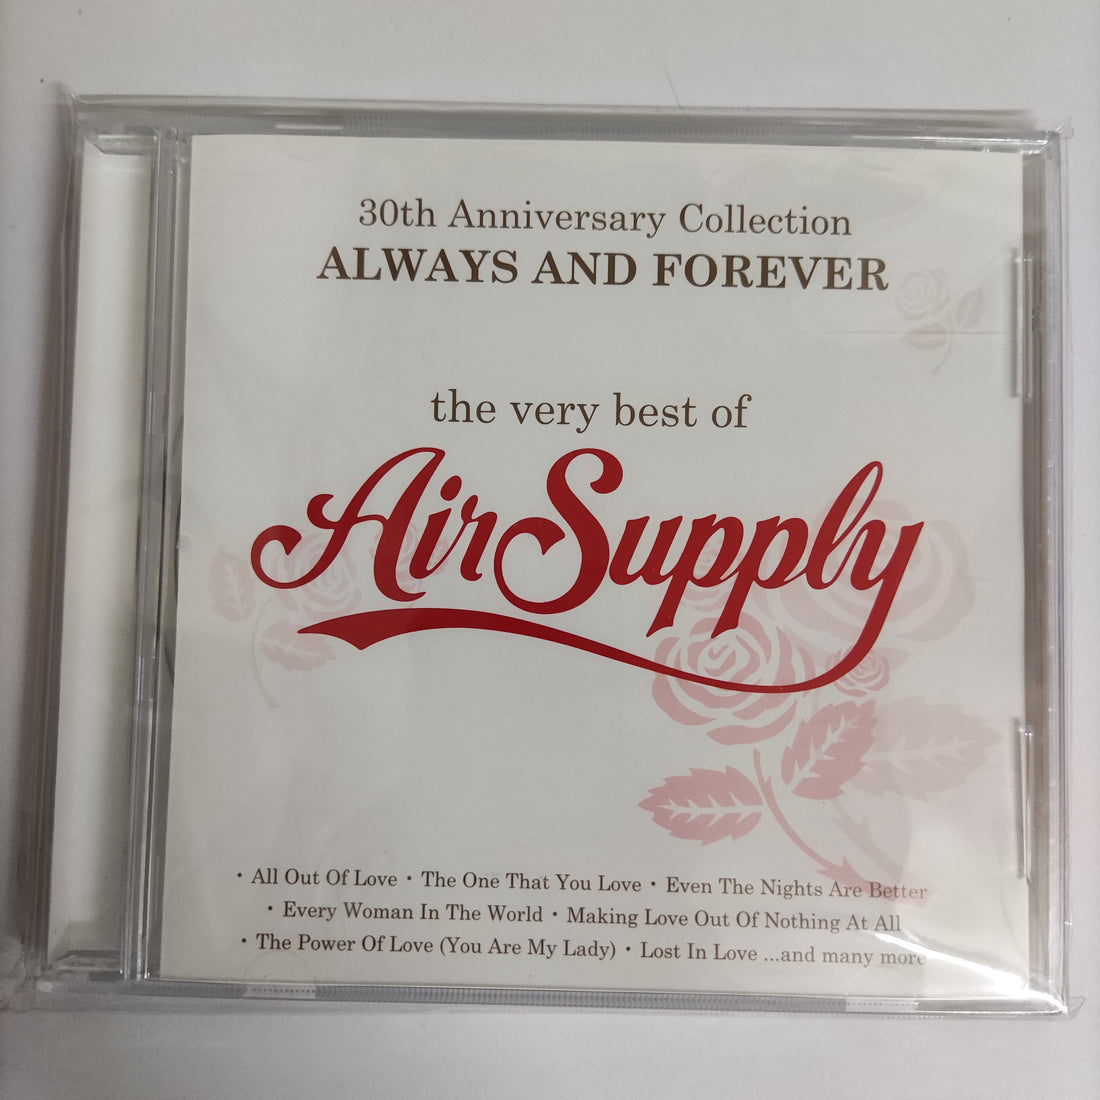 30th Anniversary Collection
ALWAYS AND FOREVER
the very best of
Air Supply
• All Out Of Love • The One That You Love • Even The Nights Are Better
• Every Woman In The World • Making Love Out Of Nothing At All
• The Power Of Love (You Are My Lady) • Lost In Love ...and many more